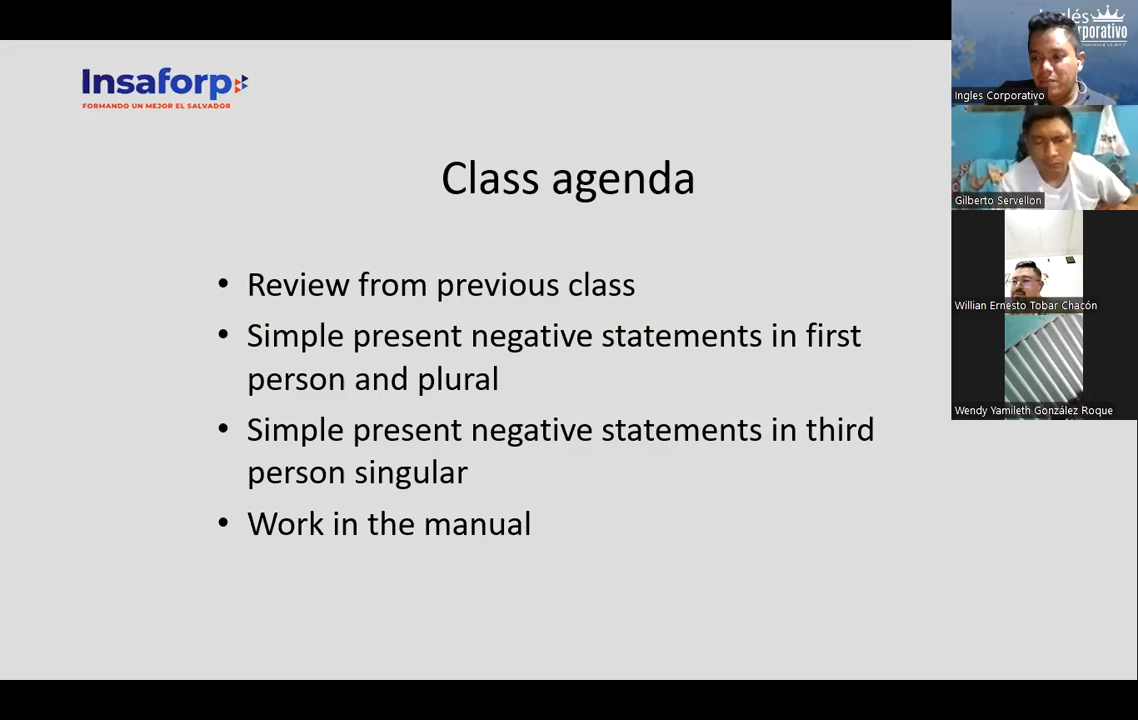 Insaforp
FORMANDO UN MEJOR EL SALVADOR
Class agenda
• Review from previous class
• Simple present negative statements in first
person and plural
• Simple present negative statements in third
person singular
• Work in the manual
Ingles Corporativo
Gilberto Servellon
Willian Ernesto Tobar Chacón
Wendy Yamileth González Roque